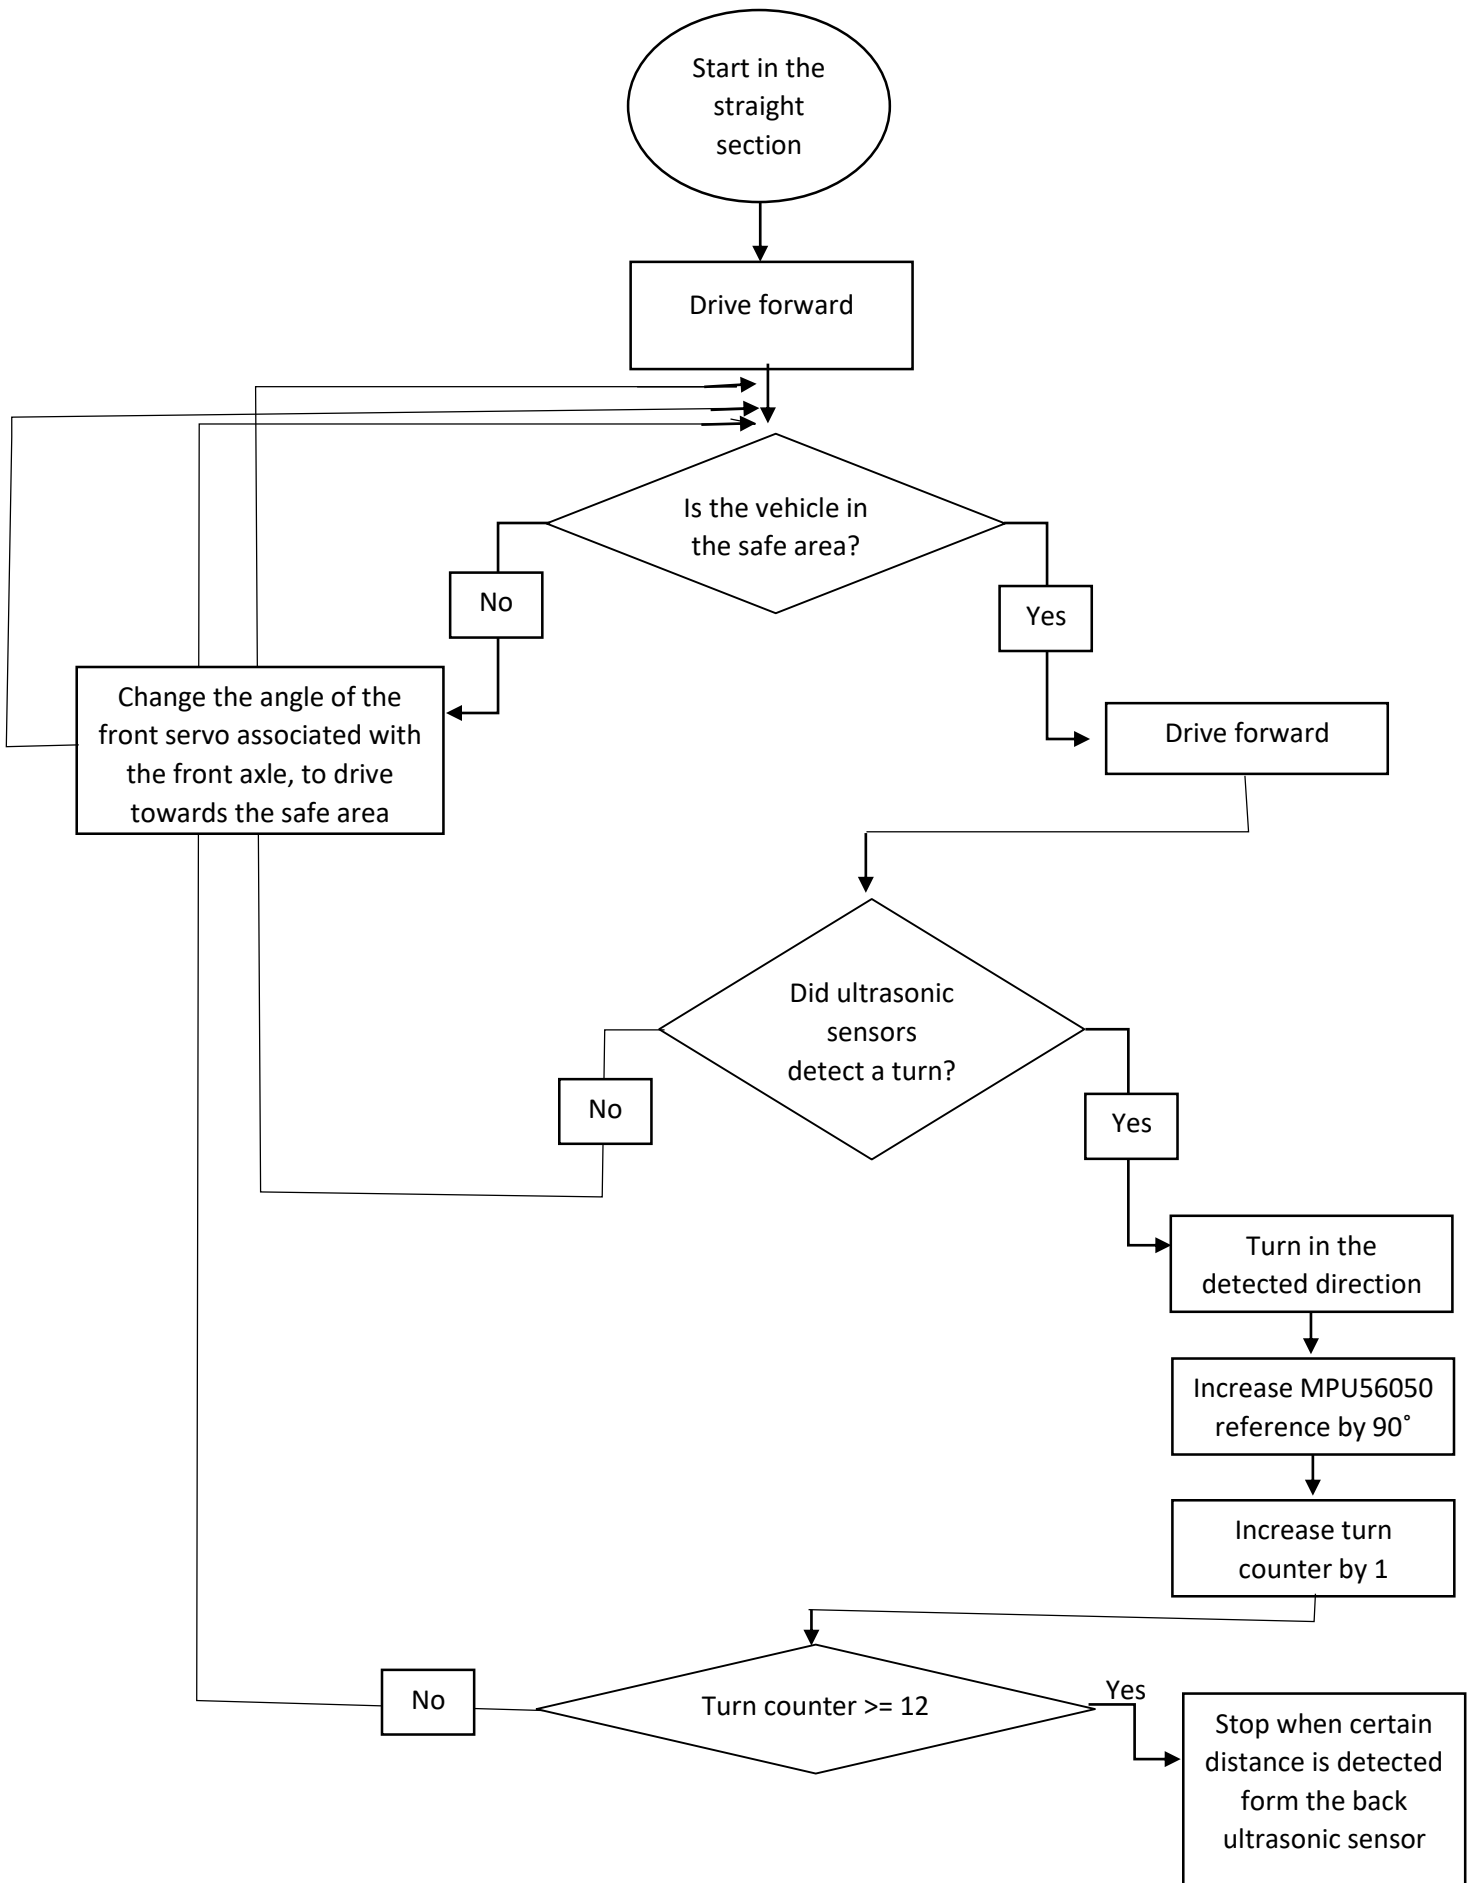 Start in the
straight
section
Drive forward
Is the vehicle in
the safe area?
No
Yes
Change the angle of the
front servo associated with
the front axle, to drive
towards the safe area
Drive forward
Did ultrasonic
sensors
detect a turn?
No
Yes
Turn in the
detected direction
Increase MPU56050
reference by 90˚
Increase turn
counter by 1
No
Turn counter >= 12
Yes
Stop when certain
distance is detected
form the back
ultrasonic sensor